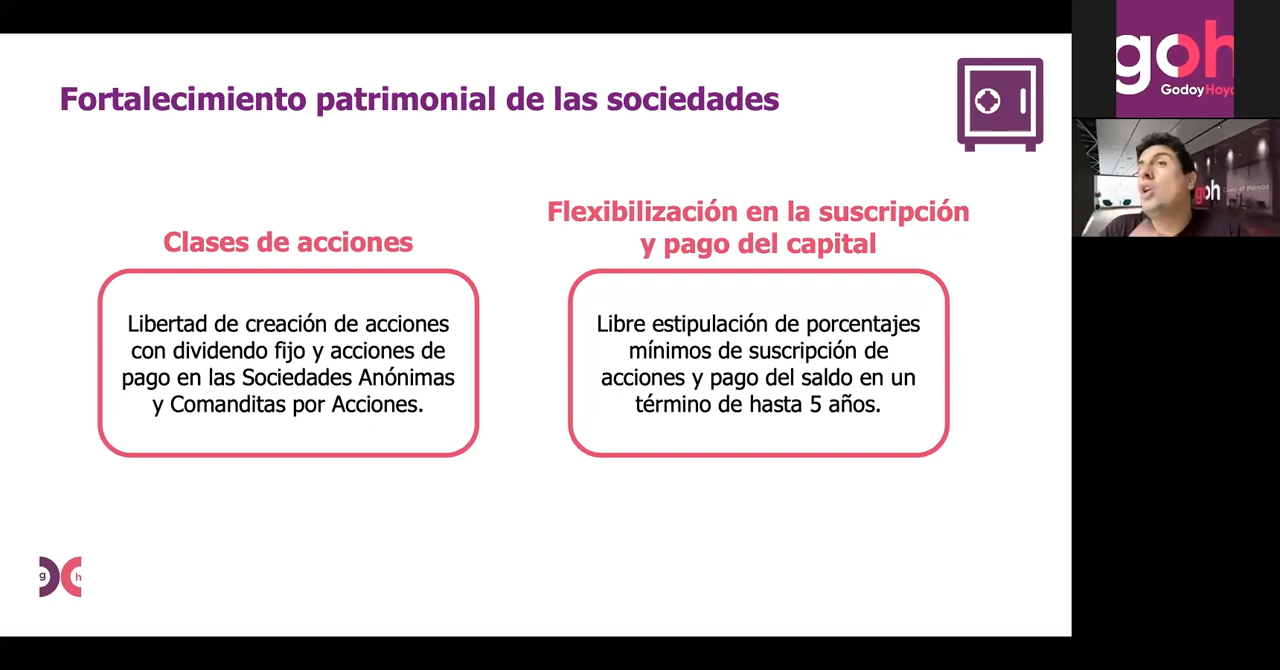 Fortalecimiento patrimonial de las sociedades
Clases de acciones
Libertad de creación de acciones
con dividendo fijo y acciones de
pago en las Sociedades Anónimas
y Comanditas por Acciones.
Flexibilización en la suscripción
y pago del capital
Libre estipulación de porcentajes
mínimos de suscripción de
acciones y pago del saldo en un
término de hasta 5 años.
g h
goh
GodoyHoyo
goh